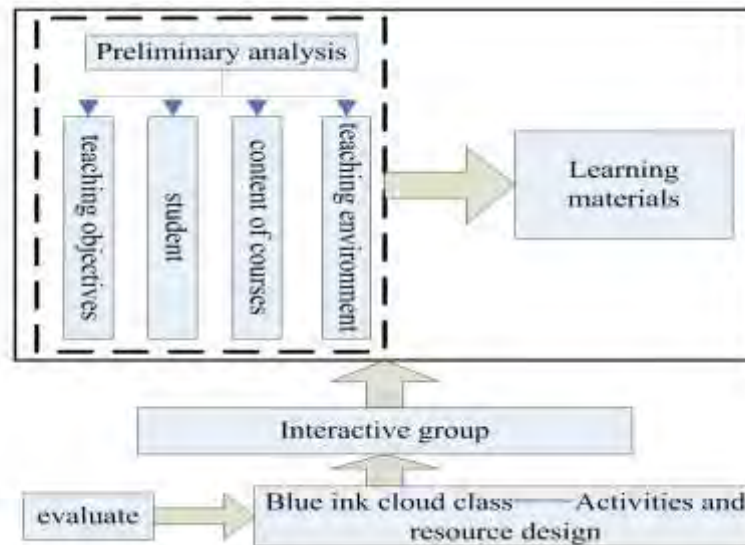 Preliminary analysis
teaching objectives
student
content of courses
teaching environment
Learning
materials
Interactive group
evaluate
Blue ink cloud class——Activities and
resource design